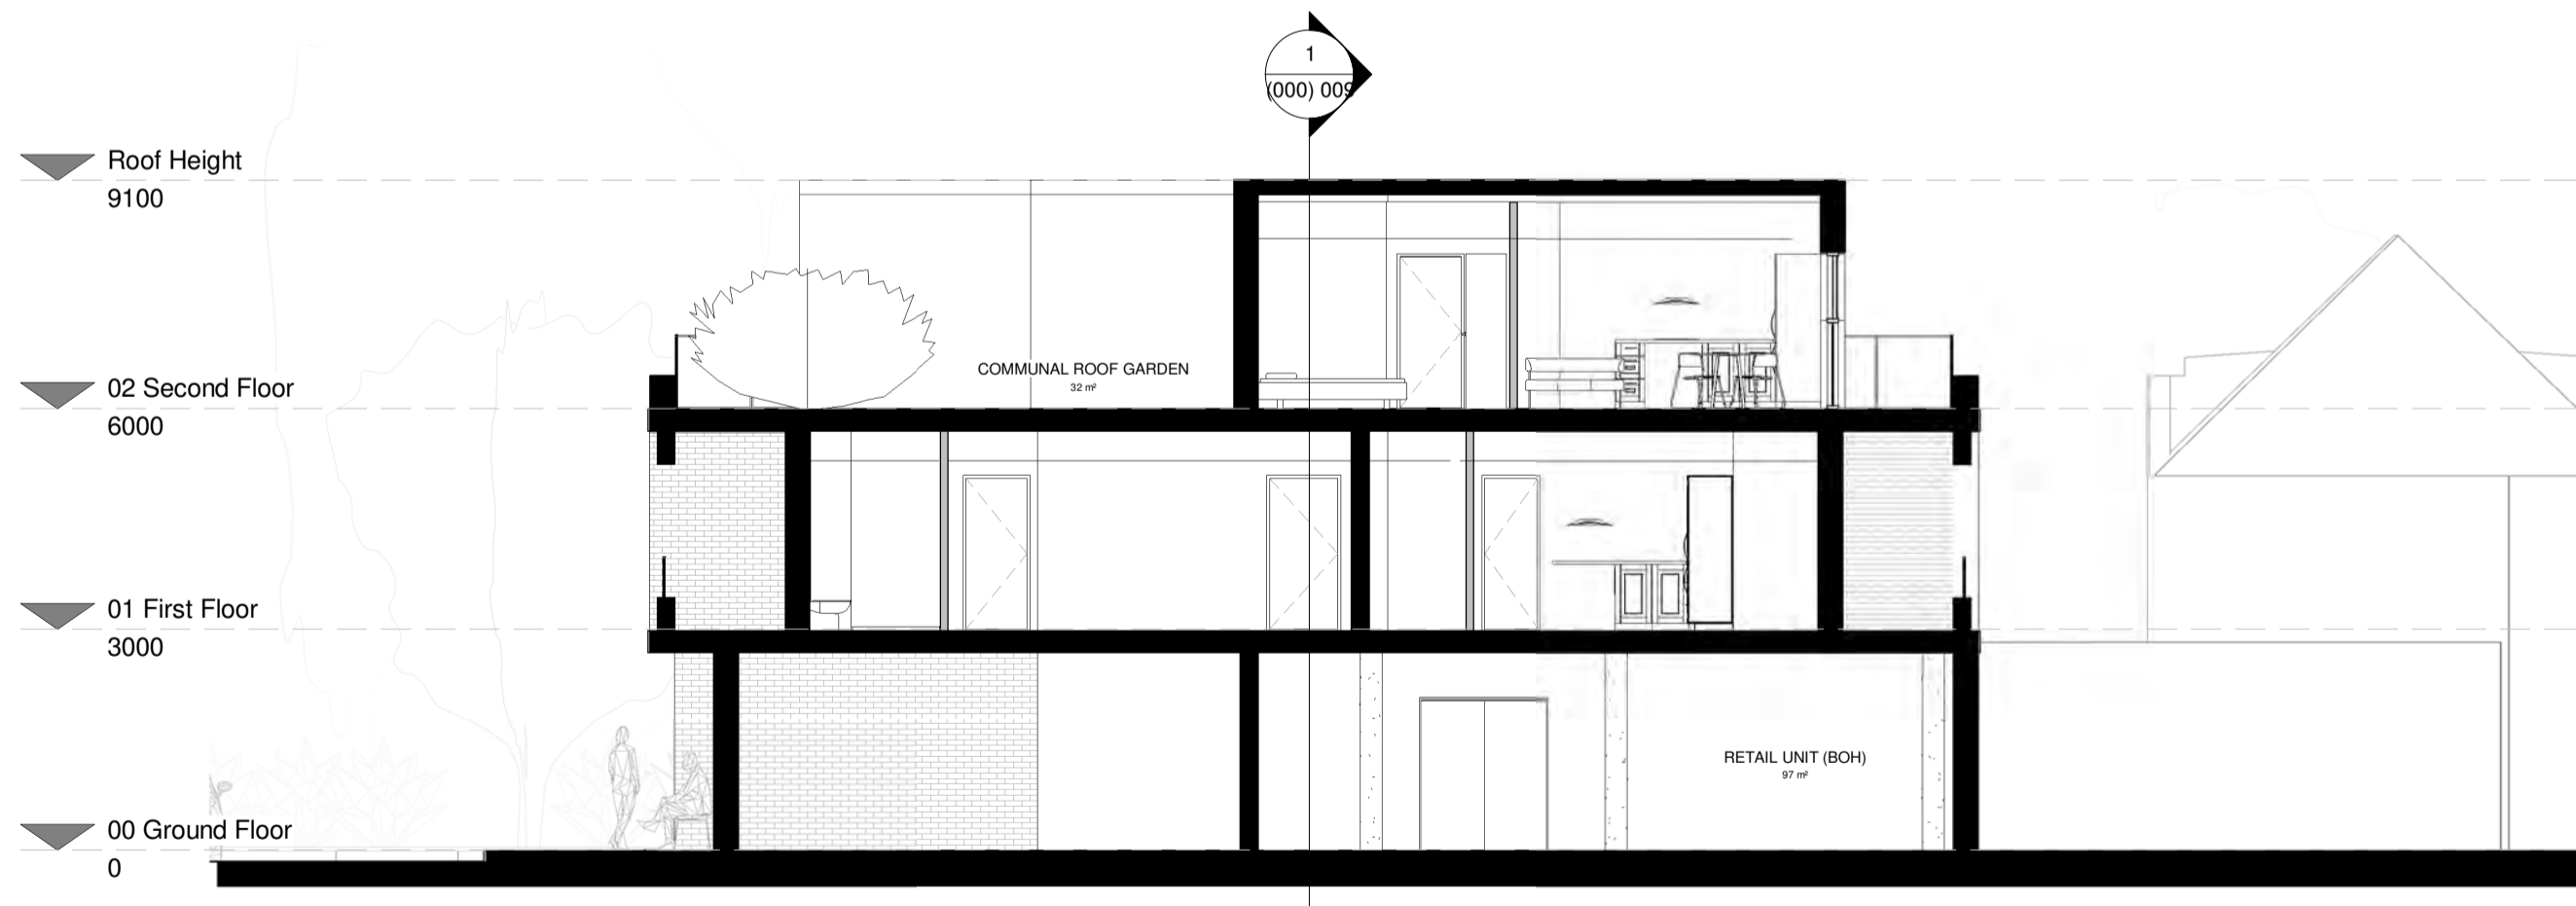 1
(000) 009
Roof Height
9100
02 Second Floor
6000
COMMUNAL ROOF GARDEN
32 m²
01 First Floor
3000
RETAIL UNIT (BOH)
97 m²
00 Ground Floor
0